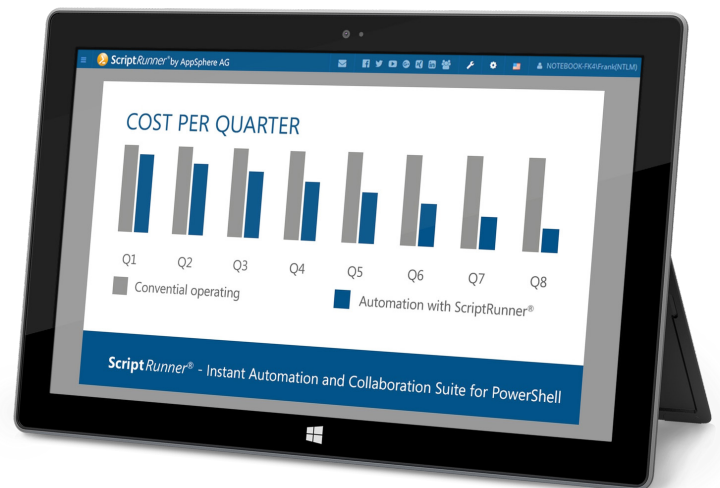 ScriptRunner® by AppSphere AG
NOTEBOOK-FK4\Frank(NTLM)
COST PER QUARTER
Q1 Q2 Q3 Q4 Q5 Q6 Q7 Q8
Convential operating
Automation with ScriptRunner®
ScriptRunner® - Instant Automation and Collaboration Suite for PowerShell